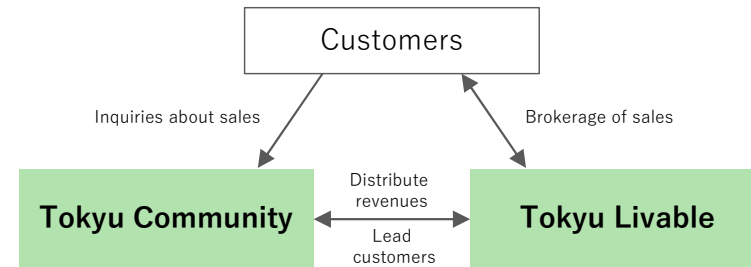 Customers
Inquiries about sales
Brokerage of sales
Distribute
revenues
Tokyu Community
Tokyu Livable
Lead
customers